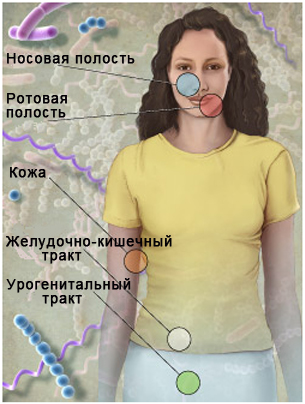 Носовая полость
Ротовая
полость
Кожа
Желудочно-кишечный
тракт
Урогенитальный
тракт